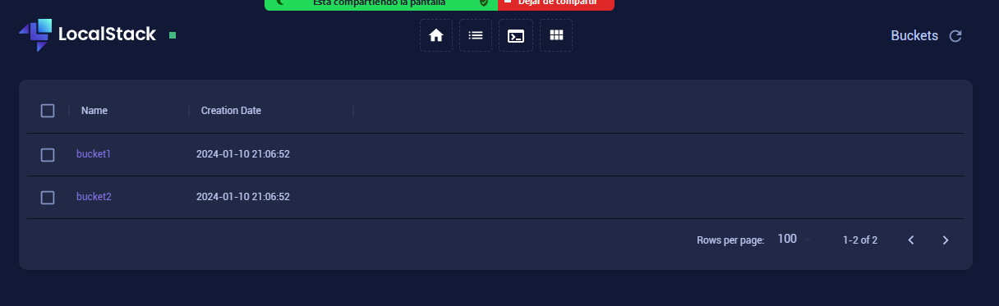 Está compartiendo la pantalla
Dejar de compartir
LocalStack
Buckets
Name
Creation Date
bucket1
2024-01-10 21:06:52
bucket2
2024-01-10 21:06:52
Rows per page: 100
1-2 of 2